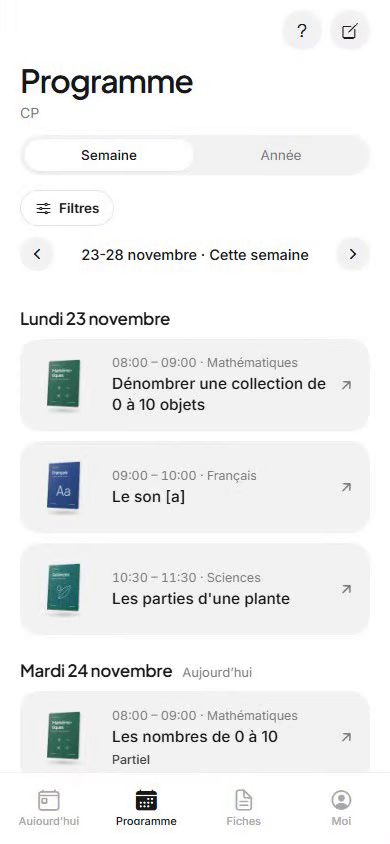 ?
Programme
CP
Semaine
Année
Filtres
23-28 novembre · Cette semaine
Lundi 23 novembre
08:00 – 09:00 · Mathématiques
Dénombrer une collection de
0 à 10 objets
09:00 – 10:00 · Français
Français
Aa
Le son [a]
10:30 – 11:30 · Sciences
Sciences
Les parties d'une plante
Mardi 24 novembre Aujourd'hui
08:00 – 09:00 · Mathématiques
Les nombres de 0 à 10
Partiel
Aujourd'hui
Programme
Fiches
Moi